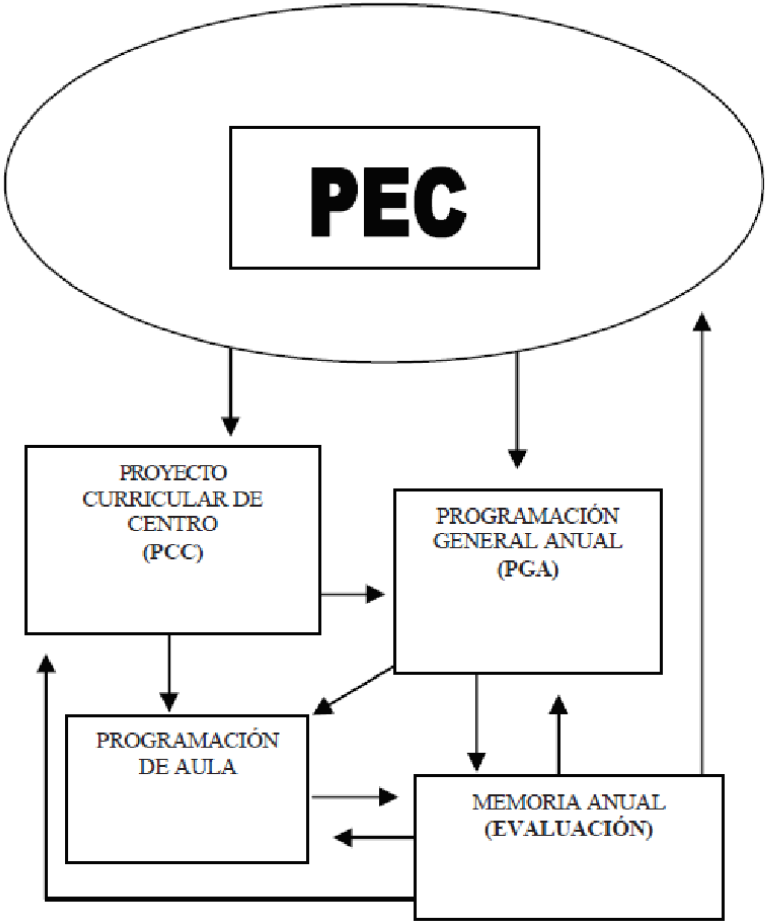 PEC
PROYECTO
CURRICULAR DE
CENTRO
(PCC)
PROGRAMACIÓN
GENERAL ANUAL
(PGA)
PROGRAMACIÓN
DE AULA
MEMORIA ANUAL
(EVALUACIÓN)